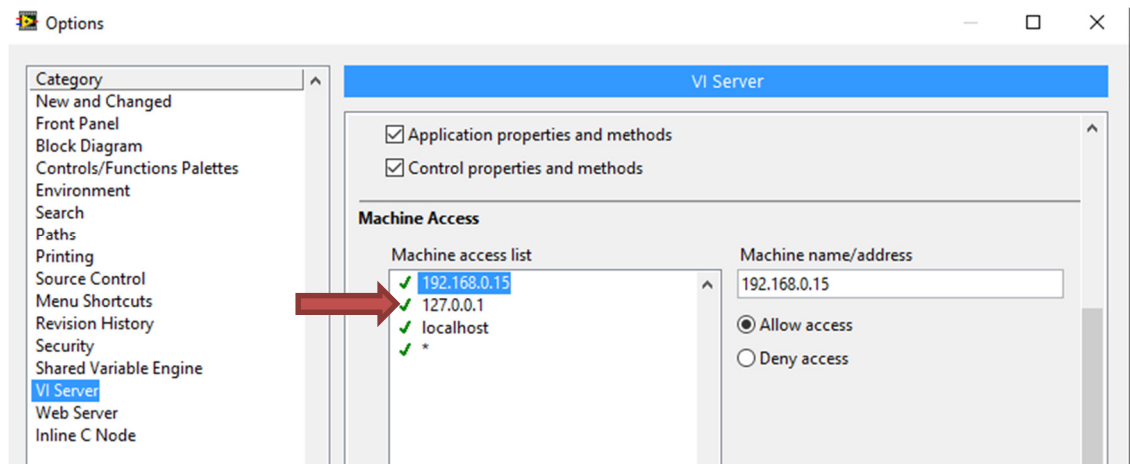 Options
Category
New and Changed
Front Panel
Block Diagram
Controls/Functions Palettes
Environment
Search
Paths
Printing
Source Control
Menu Shortcuts
Revision History
Security
Shared Variable Engine
VI Server
Web Server
Inline C Node
VI Server
Application properties and methods
Control properties and methods
Machine Access
Machine access list
192.168.0.15
127.0.0.1
localhost
*
Machine name/address
192.168.0.15
Allow access
Deny access